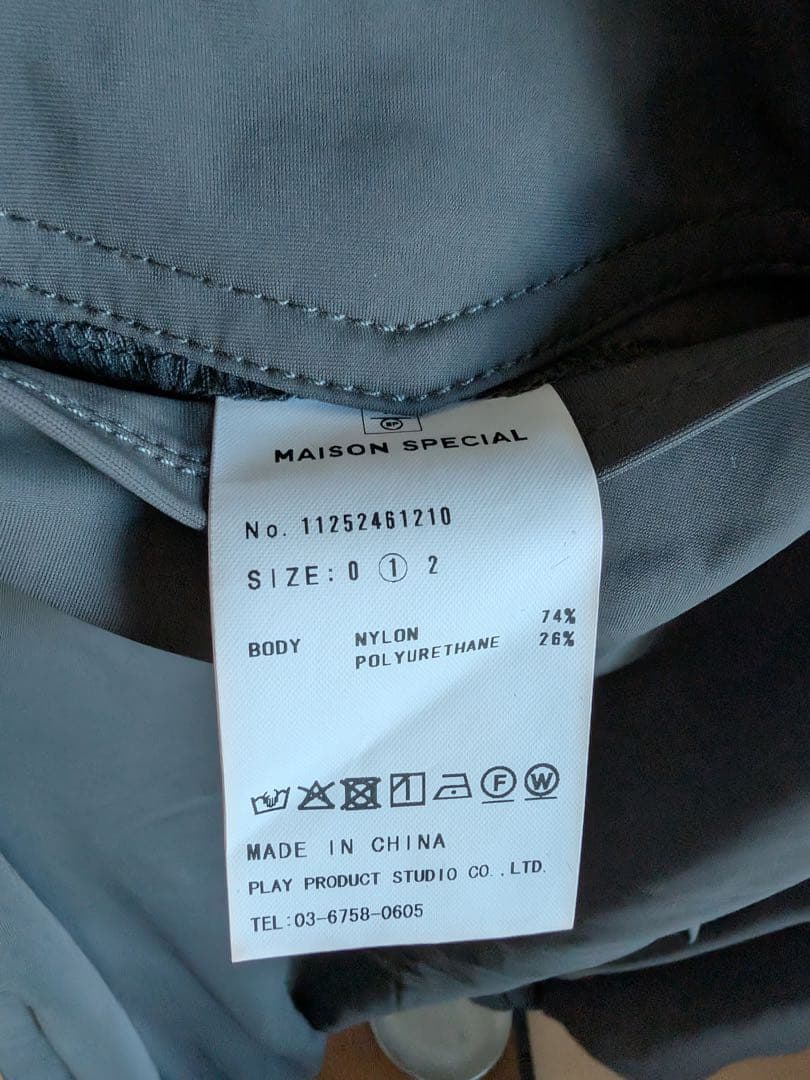 MAISON SPECIAL
No. 11252461210
SIZE: 0 1 2
BODY NYLON 74%
POLYURETHANE 26%
F W
MADE IN CHINA
PLAY PRODUCT STUDIO CO.,LTD.
TEL:03-6758-0605